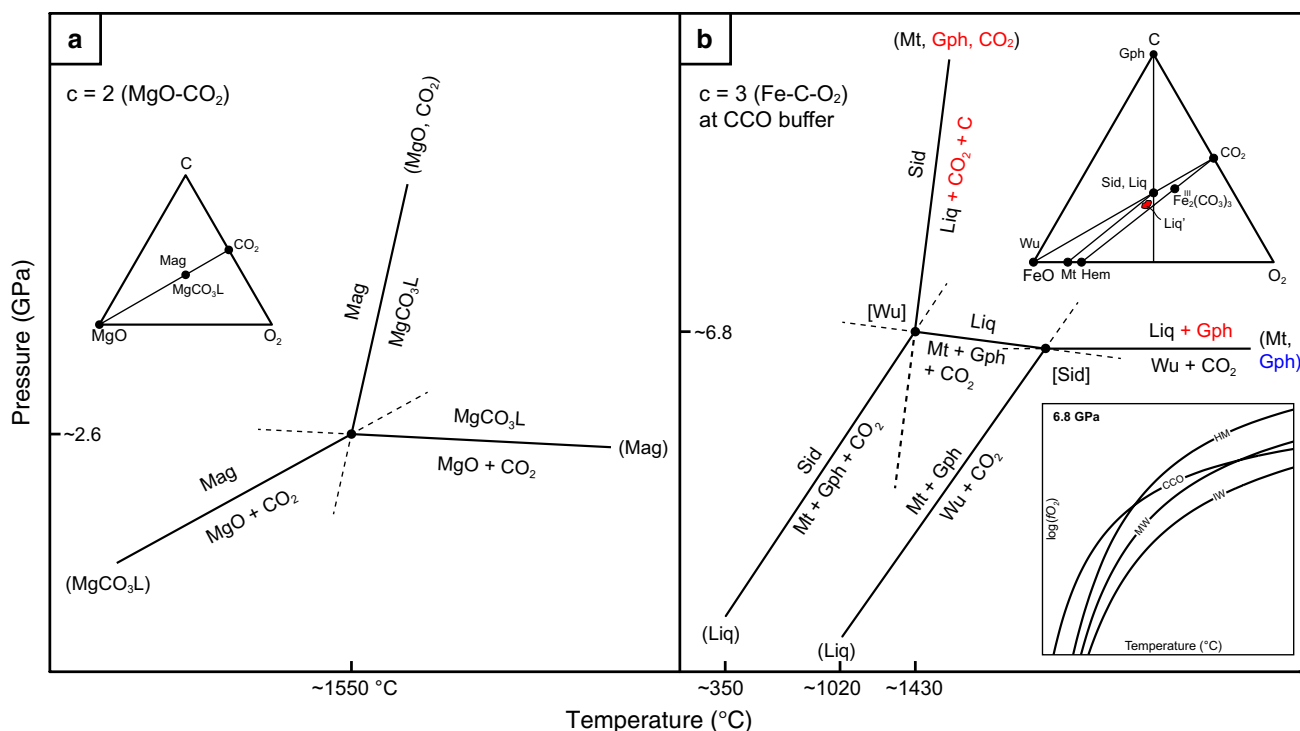 a
c = 2 (MgO-CO₂)
C
CO₂
Mag
MgCO₃L
MgO
O₂
(MgO, CO₂)
Mag
MgCO₃L
Mag
MgO + CO₂
(MgCO₃L)
MgCO₃L
MgO + CO₂
(Mag)
Pressure (GPa)
~2.6
~1550 °C
b
c = 3 (Fe-C-O₂)
at CCO buffer
(Mt, Gph, CO₂)
Sid
Liq + CO₂ + C
C
Gph
CO₂
Sid, Liq
Feᴵᴵᴵ₂(CO₃)₃
Liq'
Wu
FeO
Mt
Hem
O₂
~6.8
[Wu]
Liq
Mt + Gph
+ CO₂
[Sid]
Liq + Gph
Wu + CO₂
(Mt,
Gph)
Sid
Mt + Gph + CO₂
(Liq)
Mt + Gph
Wu + CO₂
(Liq)
6.8 GPa
HM
CCO
MW
IW
log(fO₂)
Temperature (°C)
~350
~1020
~1430
Temperature (°C)